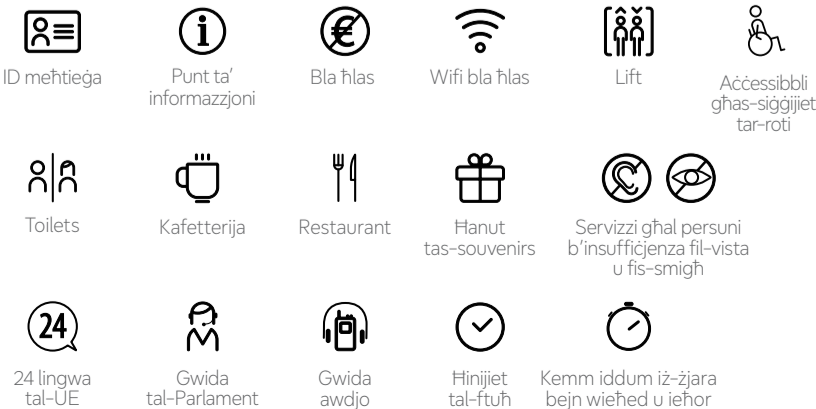 ID meħtieġa
Punt ta’
informazzjoni
Bla ħlas
Wifi bla ħlas
Lift
Aċċessibbli
għas-siġġijiet
tar-roti
Toilets
Kafetterija
Restaurant
Ħanut
tas-souvenirs
Servizzi għal persuni
b’insuffiċjenza fil-vista
u fis-smigħ
24
24 lingwa
tal-UE
Gwida
tal-Parlament
Gwida
awdjo
Ħinijiet
tal-ftuħ
Kemm iddum iż-żjara
bejn wieħed u ieħor